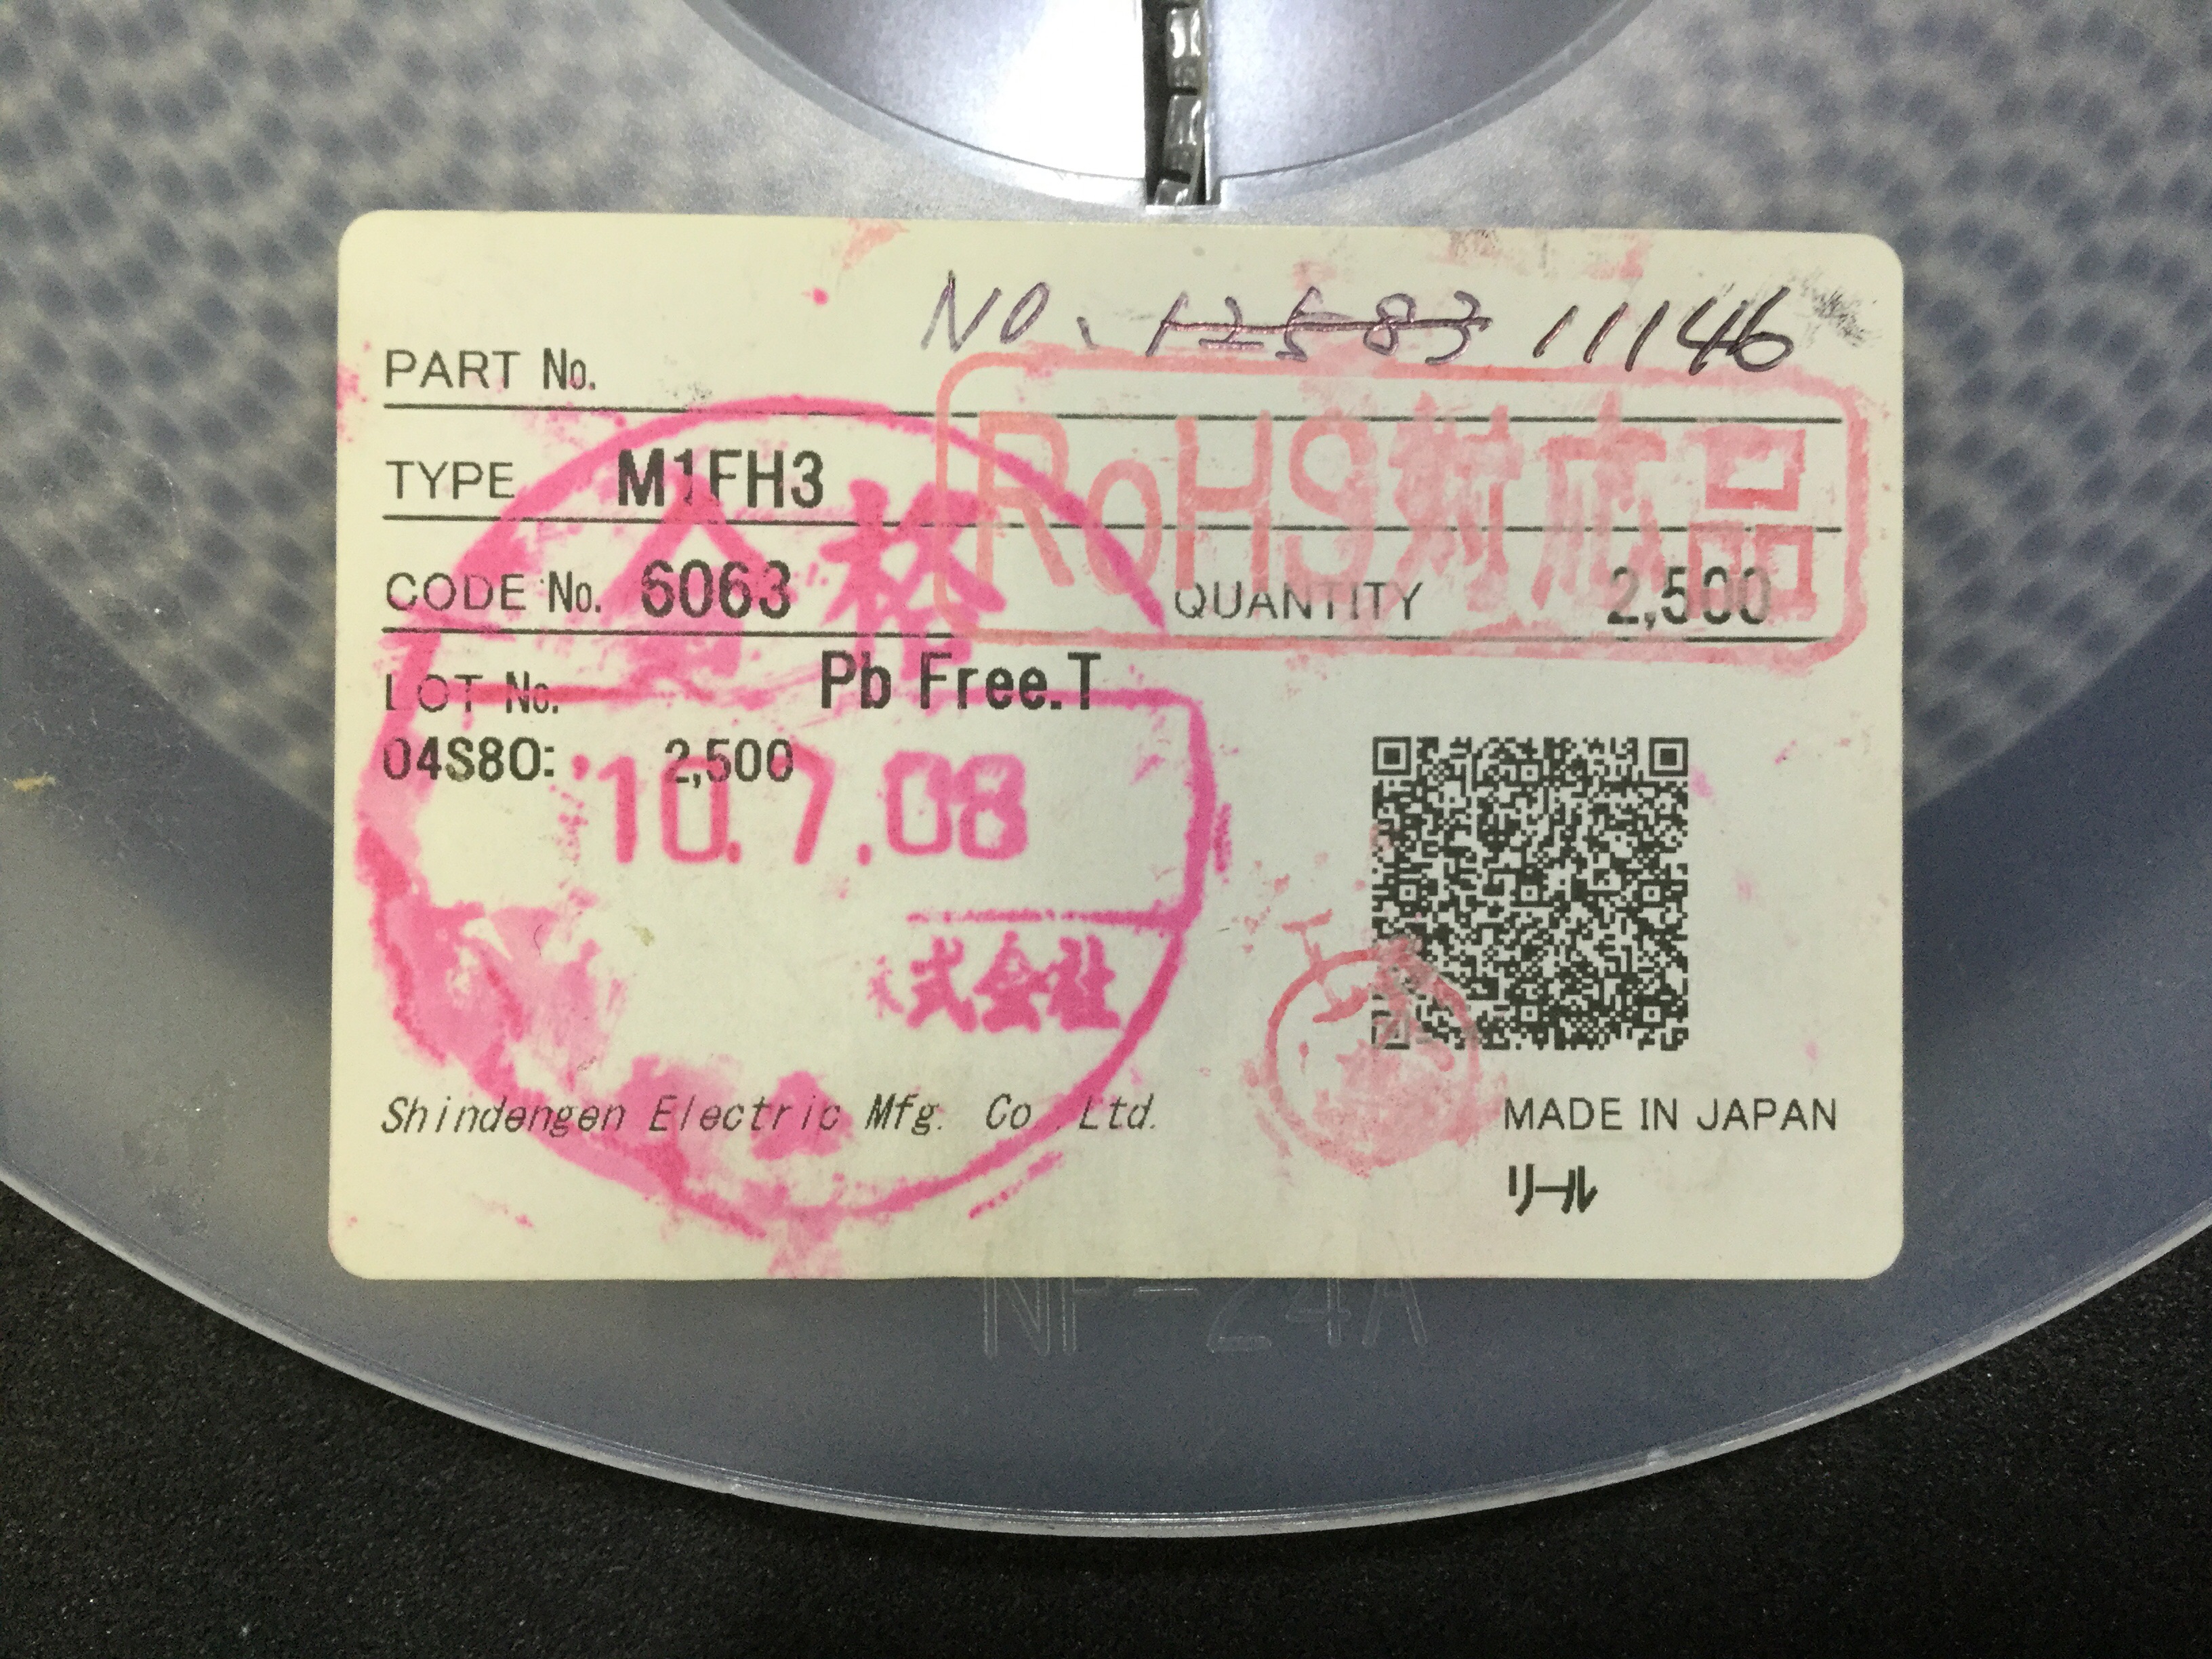 NO. 12583 11146
PART No.
RoHS対応品
TYPE M1FH3
合格
CODE No. 6063 QUANTITY 2,500
LOT No. Pb Free.T
04S80: 2,500
'10.7.08
株式会社
Shindengen Electric Mfg. Co. Ltd.
MADE IN JAPAN
リール
NF-24A